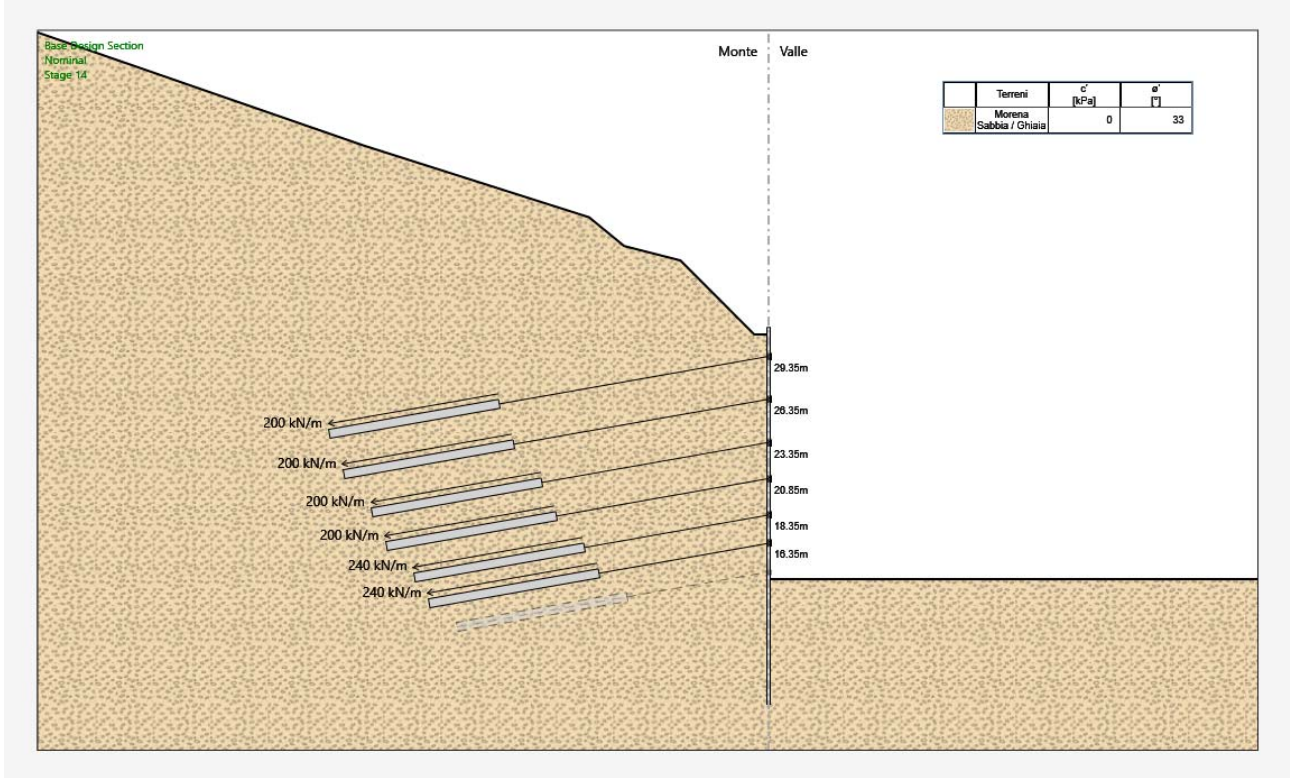 Base Design Section
Nominal
Stage 14
Monte
Valle
Terreni
c'
[kPa]
ø'
[°]
Morena
Sabbia / Ghiaia
0
33
29.35m
26.35m
23.35m
20.85m
18.35m
16.35m
200 kN/m
200 kN/m
200 kN/m
200 kN/m
240 kN/m
240 kN/m